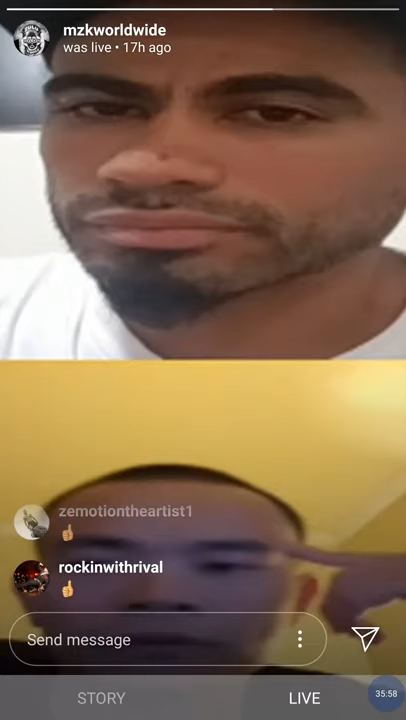 mzkworldwide
was live • 17h ago
zemotiontheartist1
rockinwithrival
Send message
STORY
LIVE
35:58